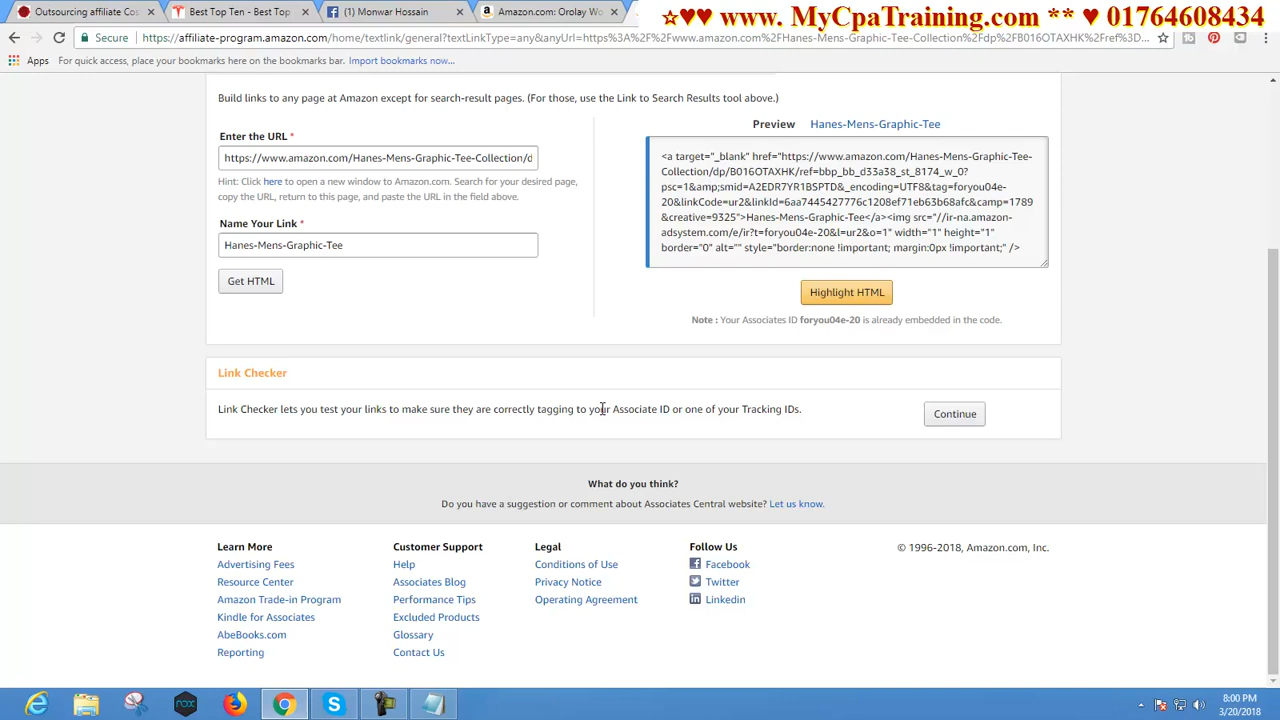 Outsourcing affiliate Cos
Best Top Ten - Best Top
(1) Monwar Hossain
Amazon.com: Orolay Wo
☆♥♥ www. MyCpaTraining.com ** ♥ 01764608434
Secure
https://affiliate-program.amazon.com/home/textlink/general?textLinkType=any&anyUrl=https%3A%2F%2Fwww.amazon.com%2FHanes-Mens-Graphic-Tee-Collection%2Fdp%2FB016OTAXHK%2Fref%3D...
Apps
For quick access, place your bookmarks here on the bookmarks bar. Import bookmarks now...
Build links to any page at Amazon except for search-result pages. (For those, use the Link to Search Results tool above.)
Enter the URL *
https://www.amazon.com/Hanes-Mens-Graphic-Tee-Collection/d
Hint: Click here to open a new window to Amazon.com. Search for your desired page,
copy the URL, return to this page, and paste the URL in the field above.
Name Your Link *
Hanes-Mens-Graphic-Tee
Get HTML
Preview Hanes-Mens-Graphic-Tee
<a target="_blank" href="https://www.amazon.com/Hanes-Mens-Graphic-Tee-
Collection/dp/B016OTAXHK/ref=bbp_bb_d33a38_st_8174_w_0?
psc=1&amp;smid=A2EDR7YR1BSPTD&_encoding=UTF8&tag=foryou04e-
20&linkCode=ur2&linkId=6aa7445427776c1208ef71eb63b68afc&camp=1789
&creative=9325">Hanes-Mens-Graphic-Tee</a><img src="//ir-na.amazon-
adsystem.com/e/ir?t=foryou04e-20&l=ur2&o=1" width="1" height="1"
border="0" alt="" style="border:none !important; margin:0px !important;" />
Highlight HTML
Note : Your Associates ID foryou04e-20 is already embedded in the code.
Link Checker
Link Checker lets you test your links to make sure they are correctly tagging to your Associate ID or one of your Tracking IDs.
Continue
What do you think?
Do you have a suggestion or comment about Associates Central website? Let us know.
Learn More
Advertising Fees
Resource Center
Amazon Trade-in Program
Kindle for Associates
AbeBooks.com
Reporting
Customer Support
Help
Associates Blog
Performance Tips
Excluded Products
Glossary
Contact Us
Legal
Conditions of Use
Privacy Notice
Operating Agreement
Follow Us
Facebook
Twitter
Linkedin
© 1996-2018, Amazon.com, Inc.
8:00 PM
3/20/2018